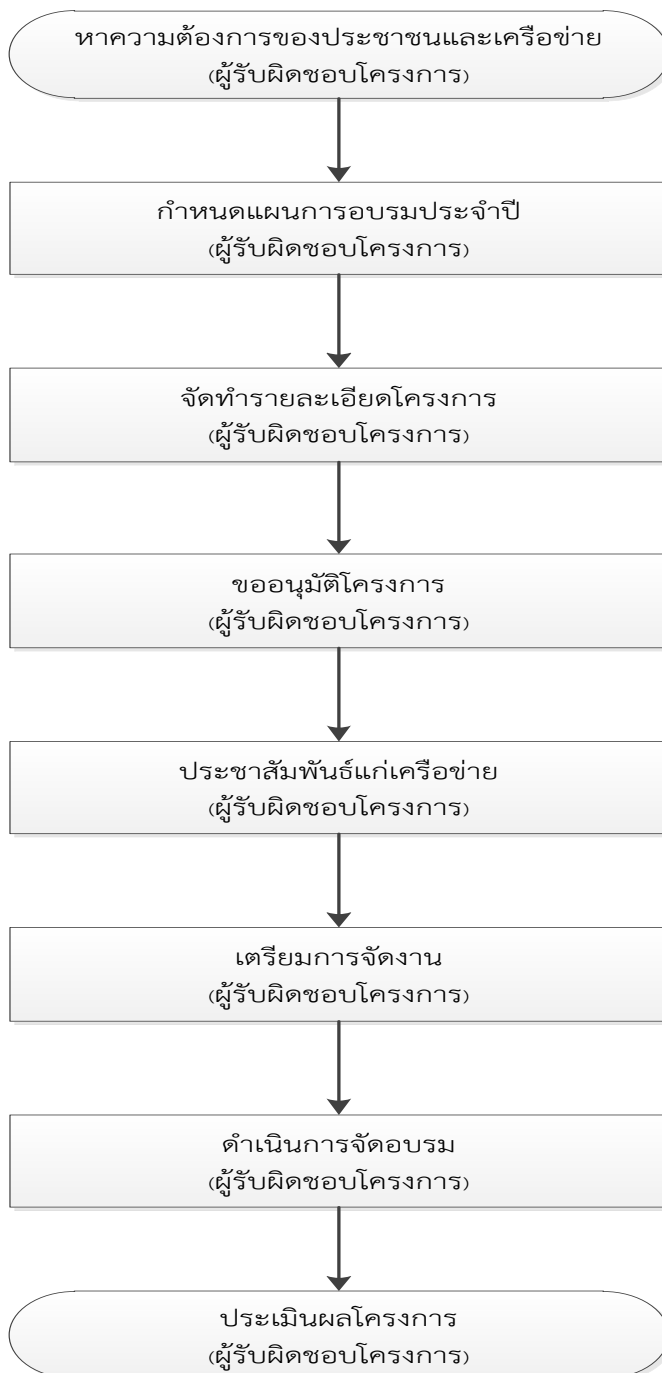 หาความต้องการของประชาชนและเครือข่าย
(ผู้รับผิดชอบโครงการ)
กำหนดแผนการอบรมประจำปี
(ผู้รับผิดชอบโครงการ)
จัดทำรายละเอียดโครงการ
(ผู้รับผิดชอบโครงการ)
ขออนุมัติโครงการ
(ผู้รับผิดชอบโครงการ)
ประชาสัมพันธ์แก่เครือข่าย
(ผู้รับผิดชอบโครงการ)
เตรียมการจัดงาน
(ผู้รับผิดชอบโครงการ)
ดำเนินการจัดอบรม
(ผู้รับผิดชอบโครงการ)
ประเมินผลโครงการ
(ผู้รับผิดชอบโครงการ)